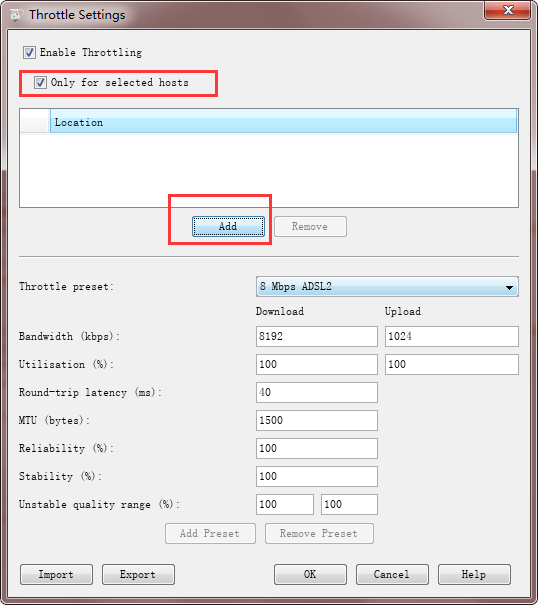 Throttle Settings
Enable Throttling
Only for selected hosts
Location
Add Remove
Throttle preset: 8 Mbps ADSL2
Download Upload
Bandwidth (kbps): 8192 1024
Utilisation (%): 100 100
Round-trip latency (ms): 40
MTU (bytes): 1500
Reliability (%): 100
Stability (%): 100
Unstable quality range (%): 100 100
Add Preset Remove Preset
Import Export OK Cancel Help